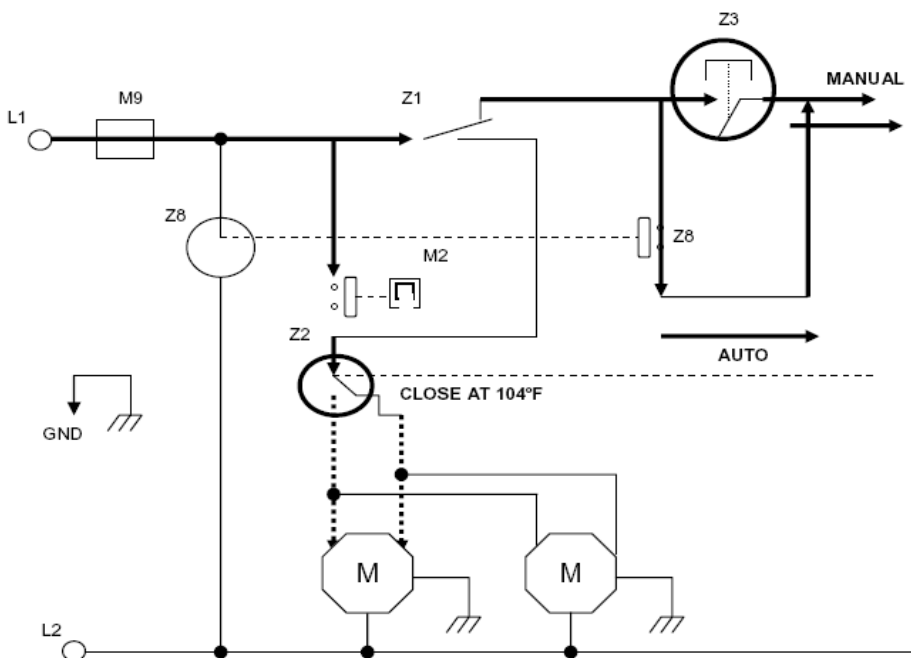 Z3
MANUAL
M9
Z1
L1
Z8
Z8
M2
Z2
AUTO
CLOSE AT 104ºF
GND
M
M
L2